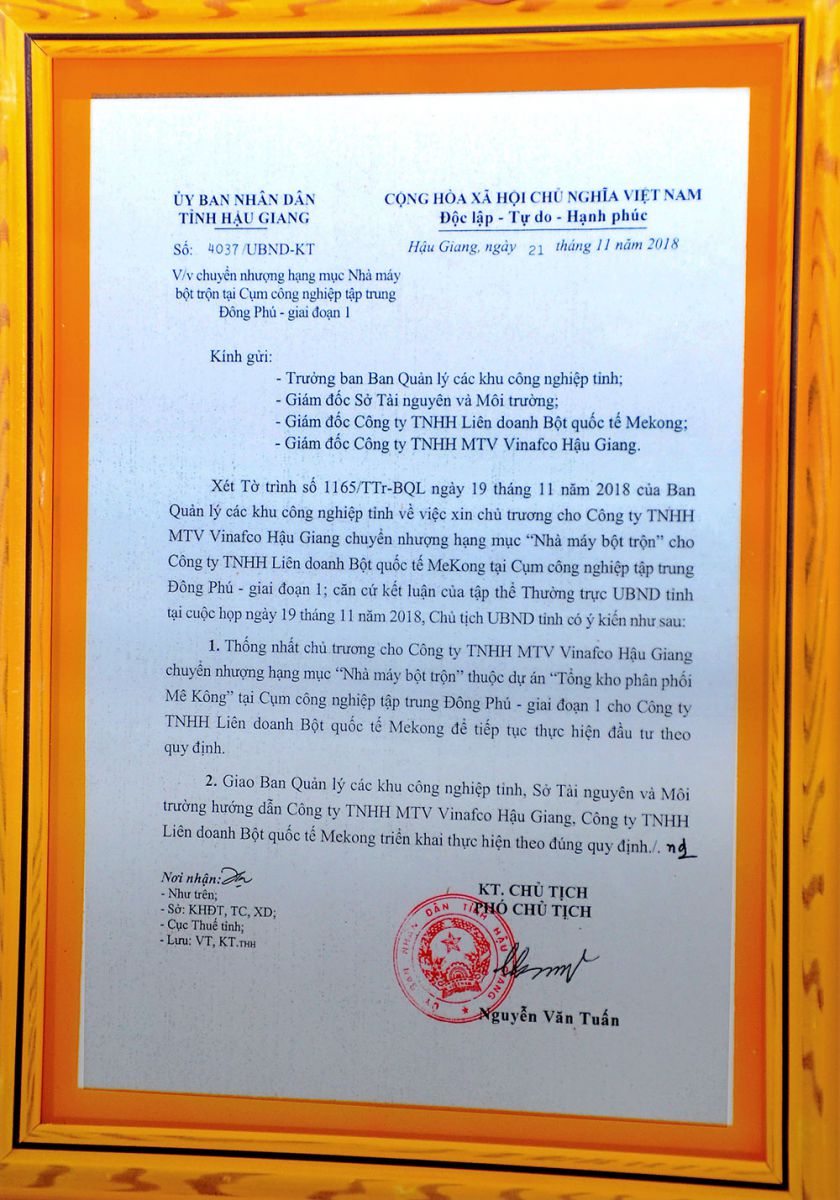 ỦY BAN NHÂN DÂN
TỈNH HẬU GIANG
CỘNG HÒA XÃ HỘI CHỦ NGHĨA VIỆT NAM
Độc lập - Tự do - Hạnh phúc
Số: 4037/UBND-KT
Hậu Giang, ngày 21 tháng 11 năm 2018
V/v chuyển nhượng hạng mục Nhà máy
bột trộn tại Cụm công nghiệp tập trung
Đông Phú - giai đoạn 1
Kính gửi:
- Trưởng ban Ban Quản lý các khu công nghiệp tỉnh;
- Giám đốc Sở Tài nguyên và Môi trường;
- Giám đốc Công ty TNHH Liên doanh Bột quốc tế Mekong;
- Giám đốc Công ty TNHH MTV Vinafco Hậu Giang.
Xét Tờ trình số 1165/TTr-BQL ngày 19 tháng 11 năm 2018 của Ban
Quản lý các khu công nghiệp tỉnh về việc xin chủ trương cho Công ty TNHH
MTV Vinafco Hậu Giang chuyển nhượng hạng mục “Nhà máy bột trộn” cho
Công ty TNHH Liên doanh Bột quốc tế MeKong tại Cụm công nghiệp tập trung
Đông Phú - giai đoạn 1; căn cứ kết luận của tập thể Thường trực UBND tỉnh
tại cuộc họp ngày 19 tháng 11 năm 2018, Chủ tịch UBND tỉnh có ý kiến như sau:
1. Thống nhất chủ trương cho Công ty TNHH MTV Vinafco Hậu Giang
chuyển nhượng hạng mục “Nhà máy bột trộn” thuộc dự án “Tổng kho phân phối
Mê Kông” tại Cụm công nghiệp tập trung Đông Phú - giai đoạn 1 cho Công ty
TNHH Liên doanh Bột quốc tế Mekong để tiếp tục thực hiện đầu tư theo
quy định.
2. Giao Ban Quản lý các khu công nghiệp tỉnh, Sở Tài nguyên và Môi
trường hướng dẫn Công ty TNHH MTV Vinafco Hậu Giang, Công ty TNHH
Liên doanh Bột quốc tế Mekong triển khai thực hiện theo đúng quy định./.
Nơi nhận:
- Như trên;
- Sở: KHĐT, TC, XD;
- Cục Thuế tỉnh;
- Lưu: VT, KT.THH
KT. CHỦ TỊCH
PHÓ CHỦ TỊCH
ỦY BAN NHÂN DÂN TỈNH HẬU GIANG
Nguyễn Văn Tuấn